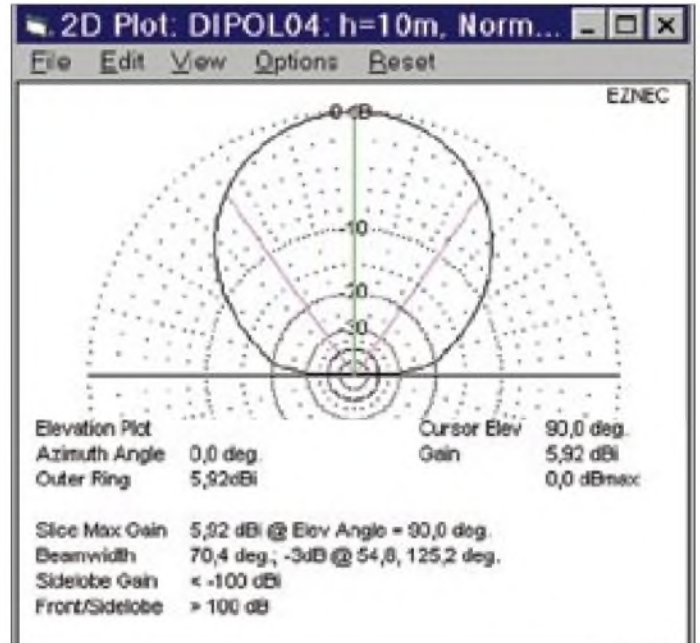 2D Plot: DIPOL04: h=10m, Norm...
File Edit View Options Reset
EZNEC
0 dB
-10
-20
-30
Elevation Plot
Azimuth Angle 0,0 deg.
Outer Ring 5,92dBi
Cursor Elev 90,0 deg.
Gain 5,92 dBi
0,0 dBmax
Slice Max Gain 5,92 dBi @ Elev Angle = 90,0 deg.
Beamwidth 70,4 deg.; -3dB @ 54,8, 125,2 deg.
Sidelobe Gain < -100 dBi
Front/Sidelobe > 100 dB